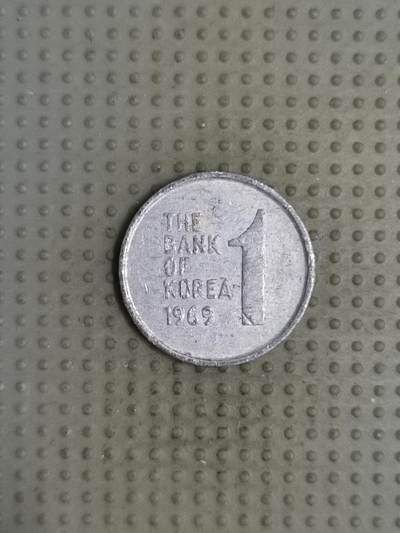 THE
BANK
OF
KOREA
1969
1